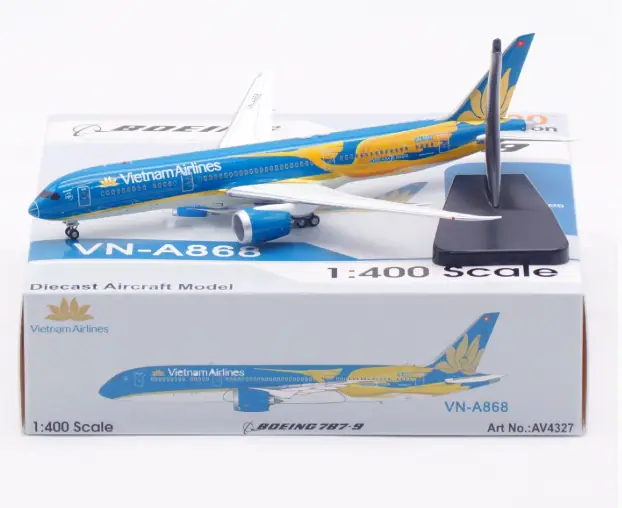 BOEING
Vietnam Airlines
VN-A868
1:400 Scale
Diecast Aircraft Model
Vietnam Airlines
Vietnam Airlines
VN-A868
1:400 Scale
BOEING 787-9
Art No.:AV4327